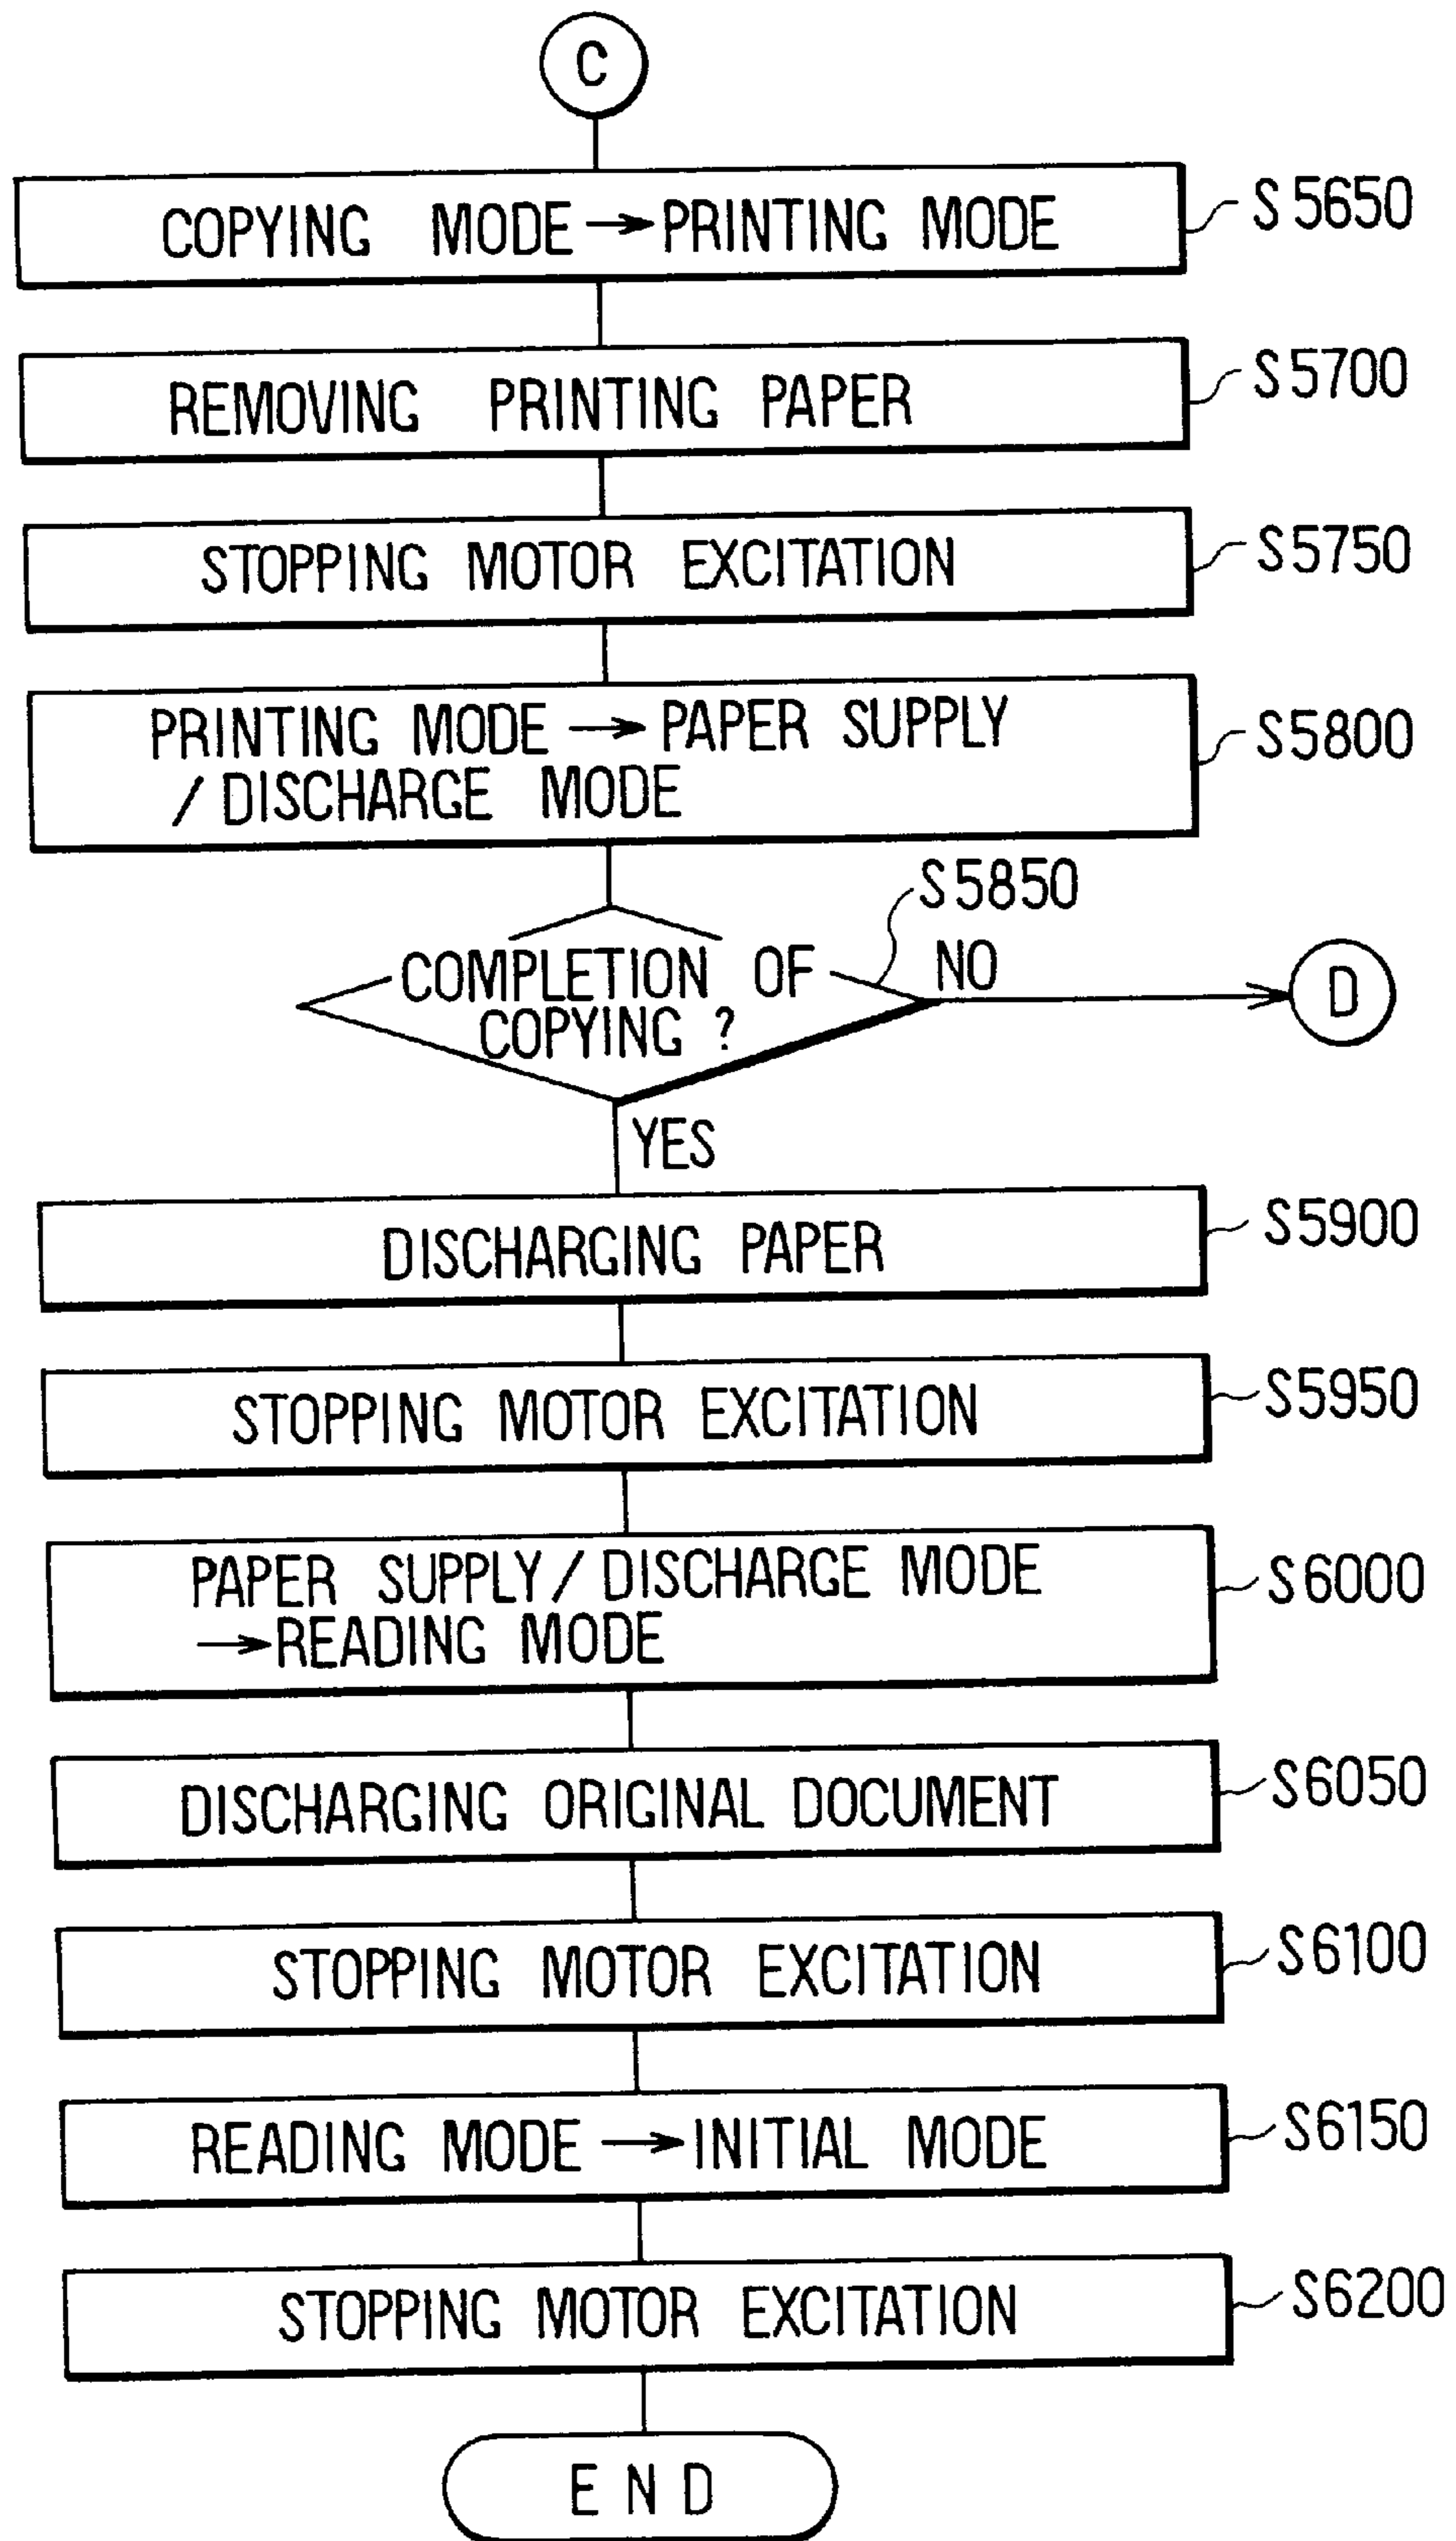 C
COPYING MODE → PRINTING MODE
S5650
REMOVING PRINTING PAPER
S5700
STOPPING MOTOR EXCITATION
S5750
PRINTING MODE → PAPER SUPPLY
/ DISCHARGE MODE
S5800
S5850
COMPLETION OF
COPYING ?
NO
D
YES
DISCHARGING PAPER
S5900
STOPPING MOTOR EXCITATION
S5950
PAPER SUPPLY / DISCHARGE MODE
→ READING MODE
S6000
DISCHARGING ORIGINAL DOCUMENT
S6050
STOPPING MOTOR EXCITATION
S6100
READING MODE → INITIAL MODE
S6150
STOPPING MOTOR EXCITATION
S6200
END